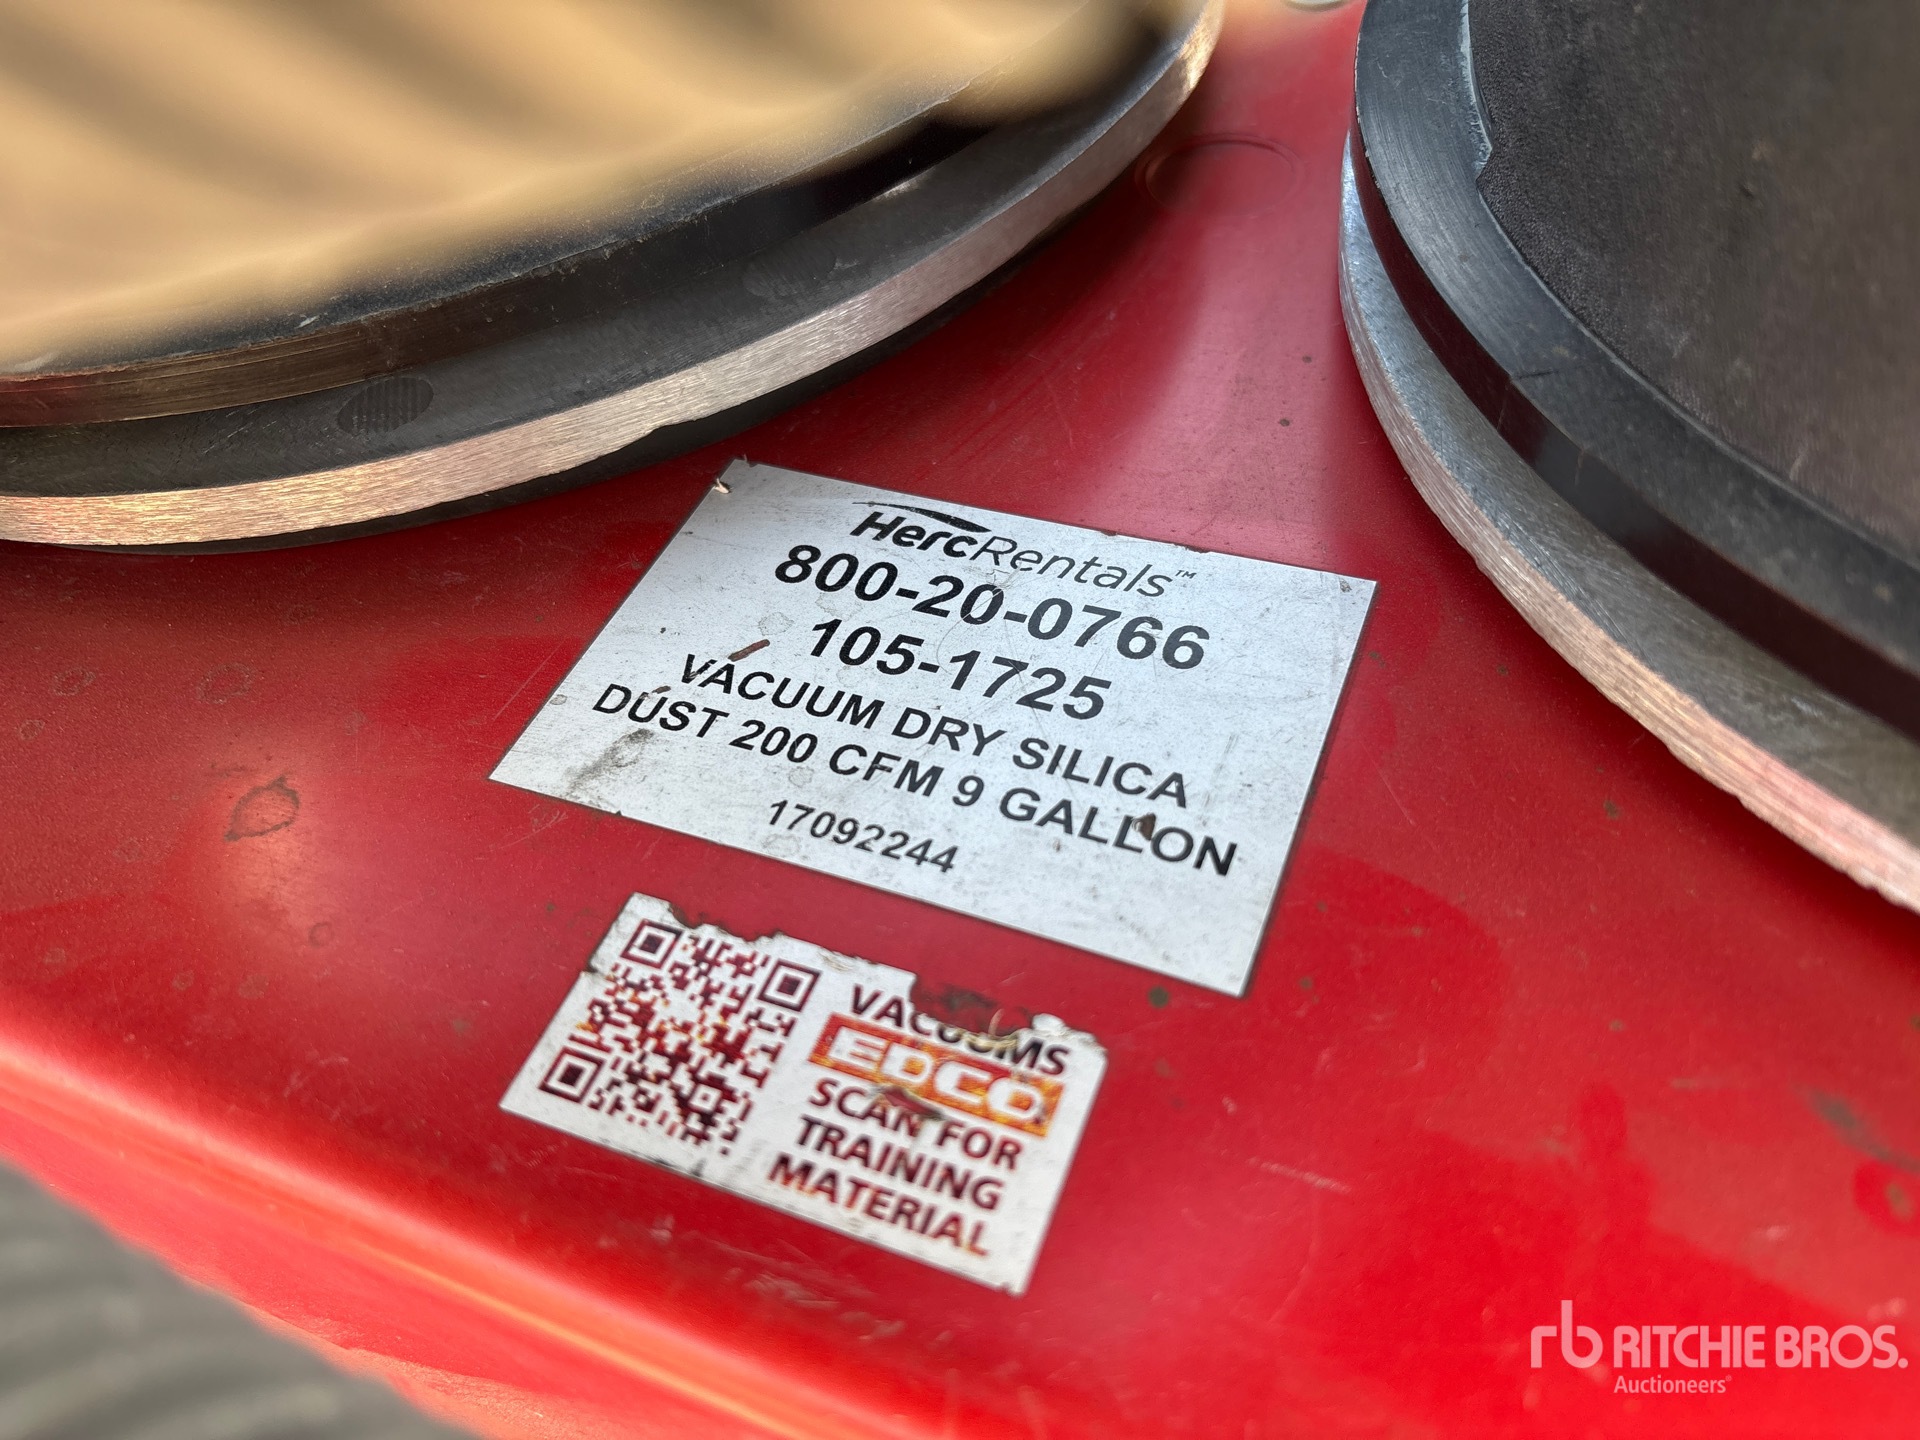 HercRentals™
800-20-0766
105-1725
VACUUM DRY SILICA
DUST 200 CFM 9 GALLON
17092244
VACUUMS
EDCO
SCAN FOR
TRAINING
MATERIAL
rb RITCHIE BROS.
Auctioneers®